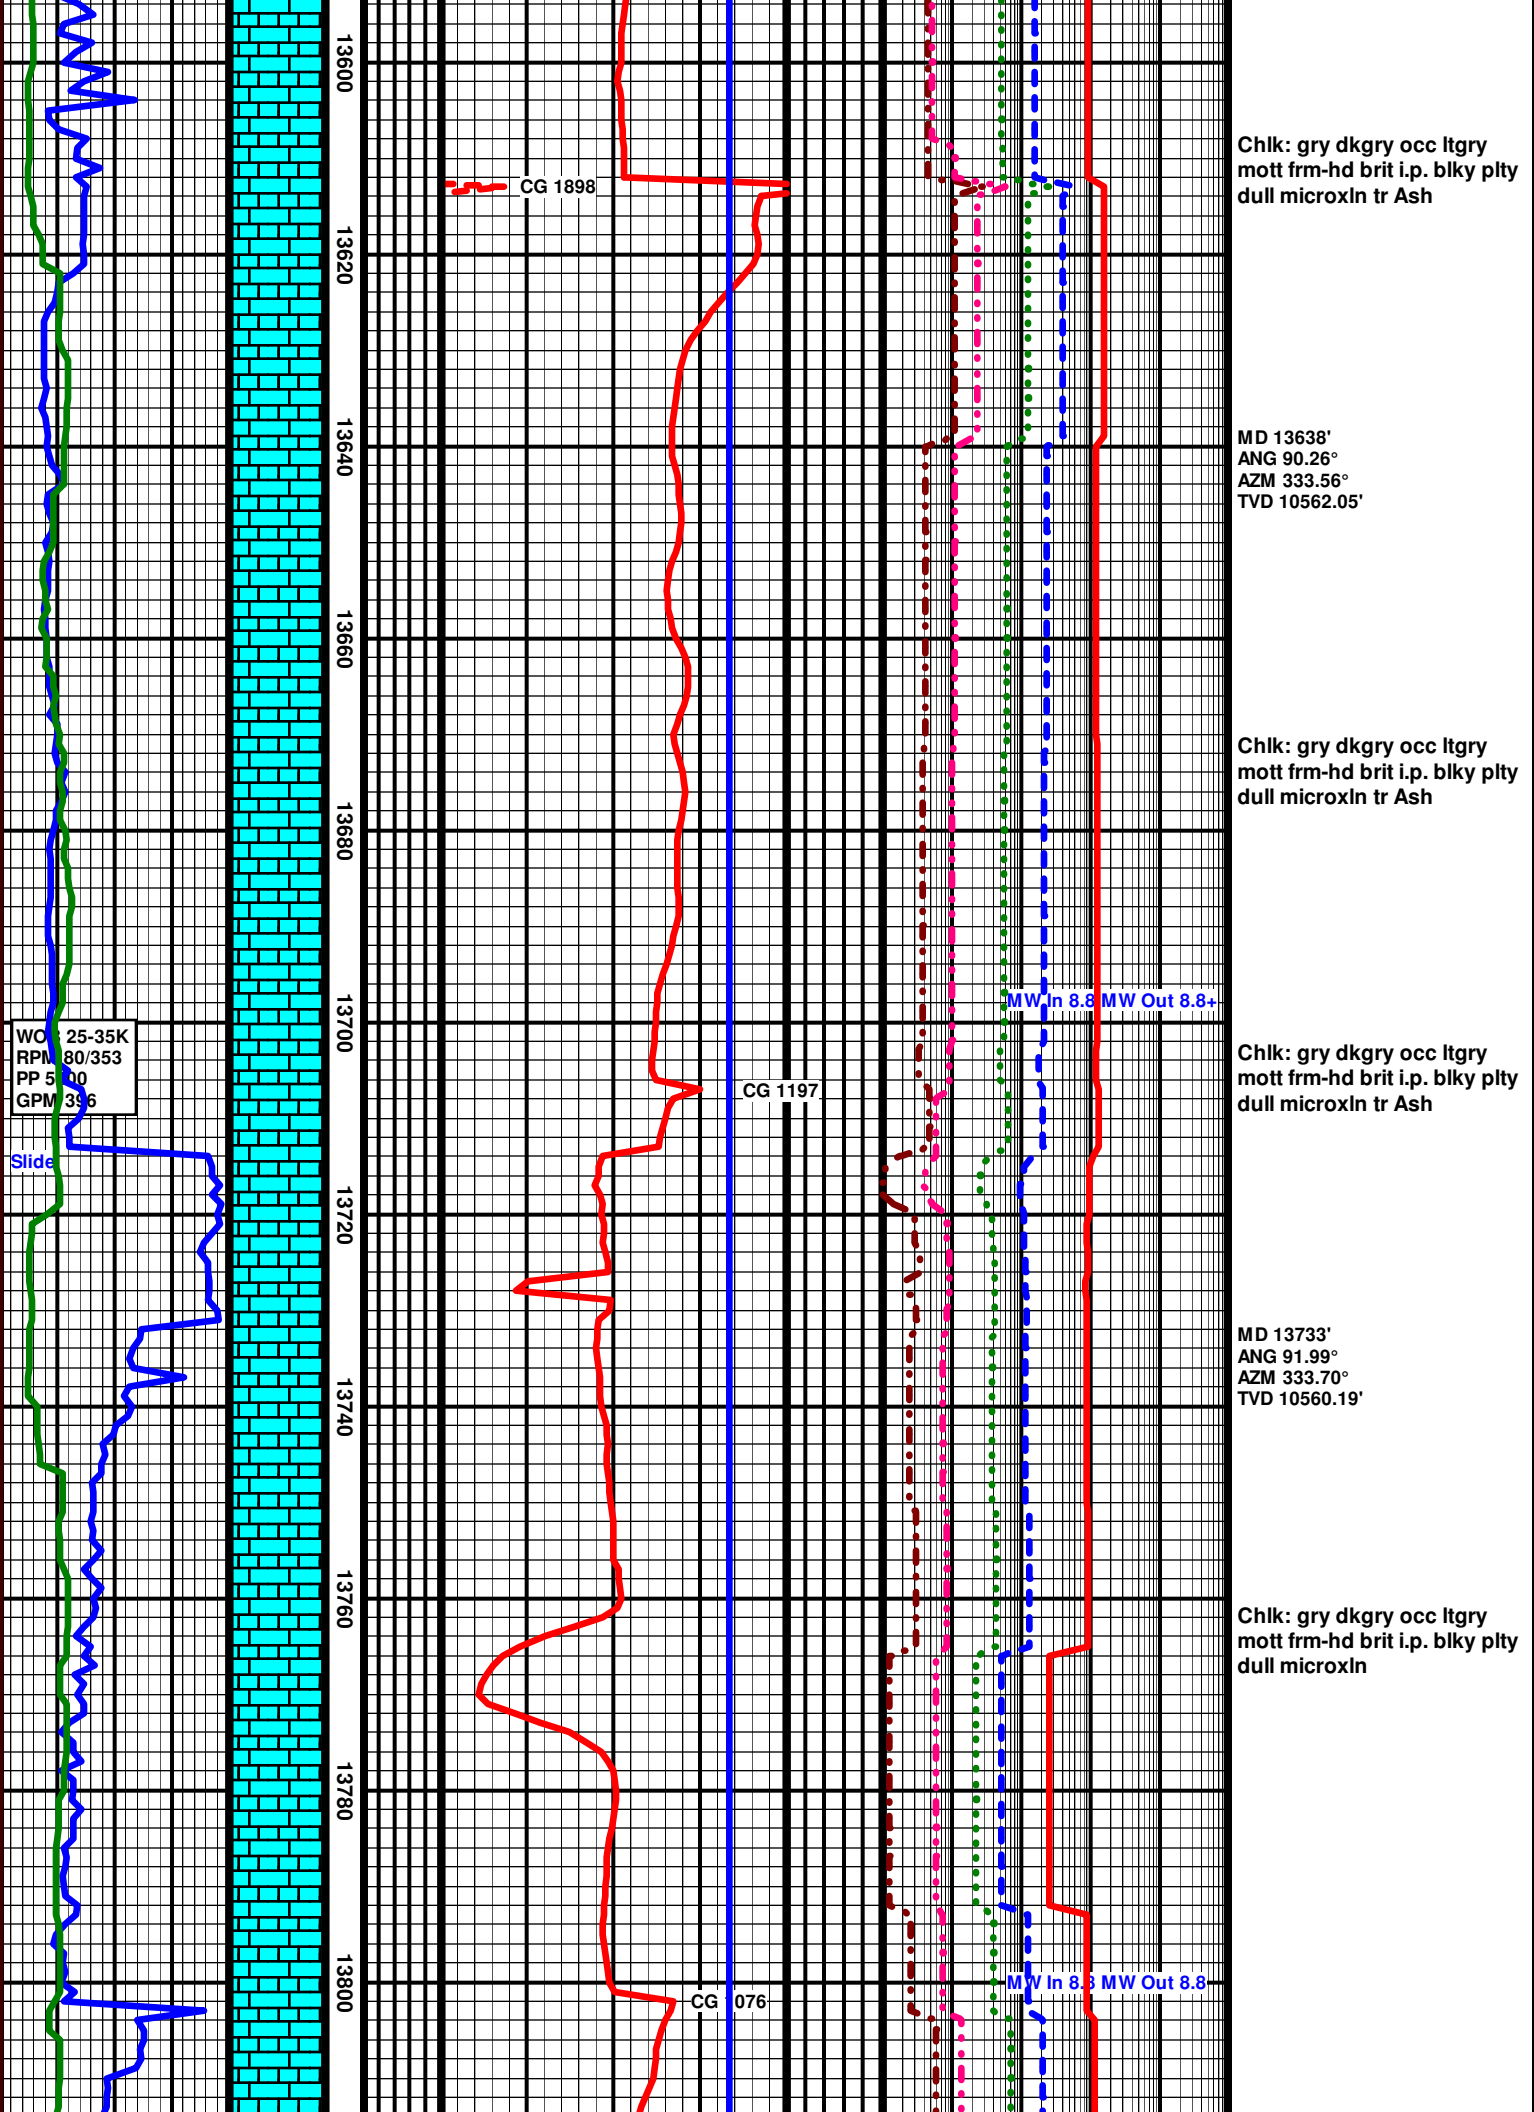 13600
Chlk: gry dkgry occ ltgry
mott frm-hd brit i.p. blky plty
dull microxln tr Ash
CG 1898
13620
MD 13638'
ANG 90.26°
AZM 333.56°
TVD 10562.05'
13640
13660
Chlk: gry dkgry occ ltgry
mott frm-hd brit i.p. blky plty
dull microxln tr Ash
13680
MW In 8.8 MW Out 8.8+
13700
WOB 25-35K
RPM 80/353
PP 5 00
GPM 396
Chlk: gry dkgry occ ltgry
mott frm-hd brit i.p. blky plty
dull microxln tr Ash
CG 1197
Slide
13720
MD 13733'
ANG 91.99°
AZM 333.70°
TVD 10560.19'
13740
13760
Chlk: gry dkgry occ ltgry
mott frm-hd brit i.p. blky plty
dull microxln
13780
MW In 8.8 MW Out 8.8
13800
CG 1076